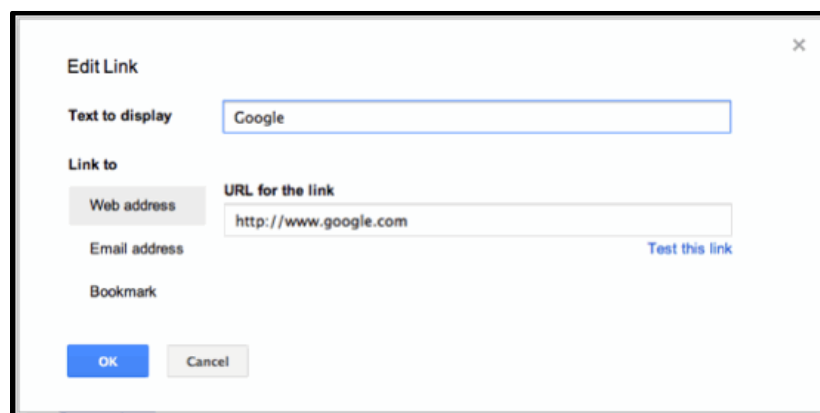 Edit Link
Text to display
Google
Link to
Web address
URL for the link
http://www.google.com
Email address
Test this link
Bookmark
OK
Cancel